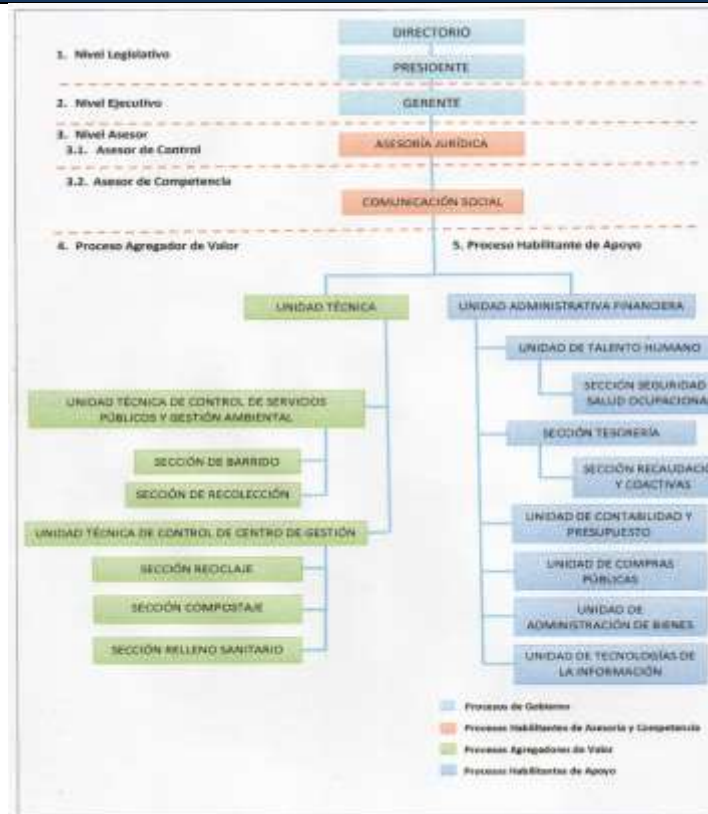 DIRECTORIO
1. Nivel Legislativo
PRESIDENTE
2. Nivel Ejecutivo
GERENTE
3. Nivel Asesor
3.1. Asesor de Control
ASESORÍA JURÍDICA
3.2. Asesor de Competencia
COMUNICACIÓN SOCIAL
4. Proceso Agregador de Valor
5. Proceso Habilitante de Apoyo
UNIDAD TÉCNICA
UNIDAD TÉCNICA DE CONTROL DE SERVICIOS
PÚBLICOS Y GESTIÓN AMBIENTAL
SECCIÓN DE BARRIDO
SECCIÓN DE RECOLECCIÓN
UNIDAD TÉCNICA DE CONTROL DE CENTRO DE GESTIÓN
SECCIÓN RECICLAJE
SECCIÓN COMPOSTAJE
SECCIÓN RELLENO SANITARIO
UNIDAD ADMINISTRATIVA FINANCIERA
UNIDAD DE TALENTO HUMANO
SECCIÓN SEGURIDAD
SALUD OCUPACIONA
SECCIÓN TESORERÍA
SECCIÓN RECAUDACIÓ
Y COACTIVAS
UNIDAD DE CONTABILIDAD Y
PRESUPUESTO
UNIDAD DE COMPRAS
PÚBLICAS
UNIDAD DE
ADMINISTRACIÓN DE BIENES
UNIDAD DE TECNOLOGÍAS DE
LA INFORMACIÓN
Procesos de Gobierno
Procesos Habilitantes de Asesoría y Competencia
Procesos Agregadores de Valor
Procesos Habilitantes de Apoyo